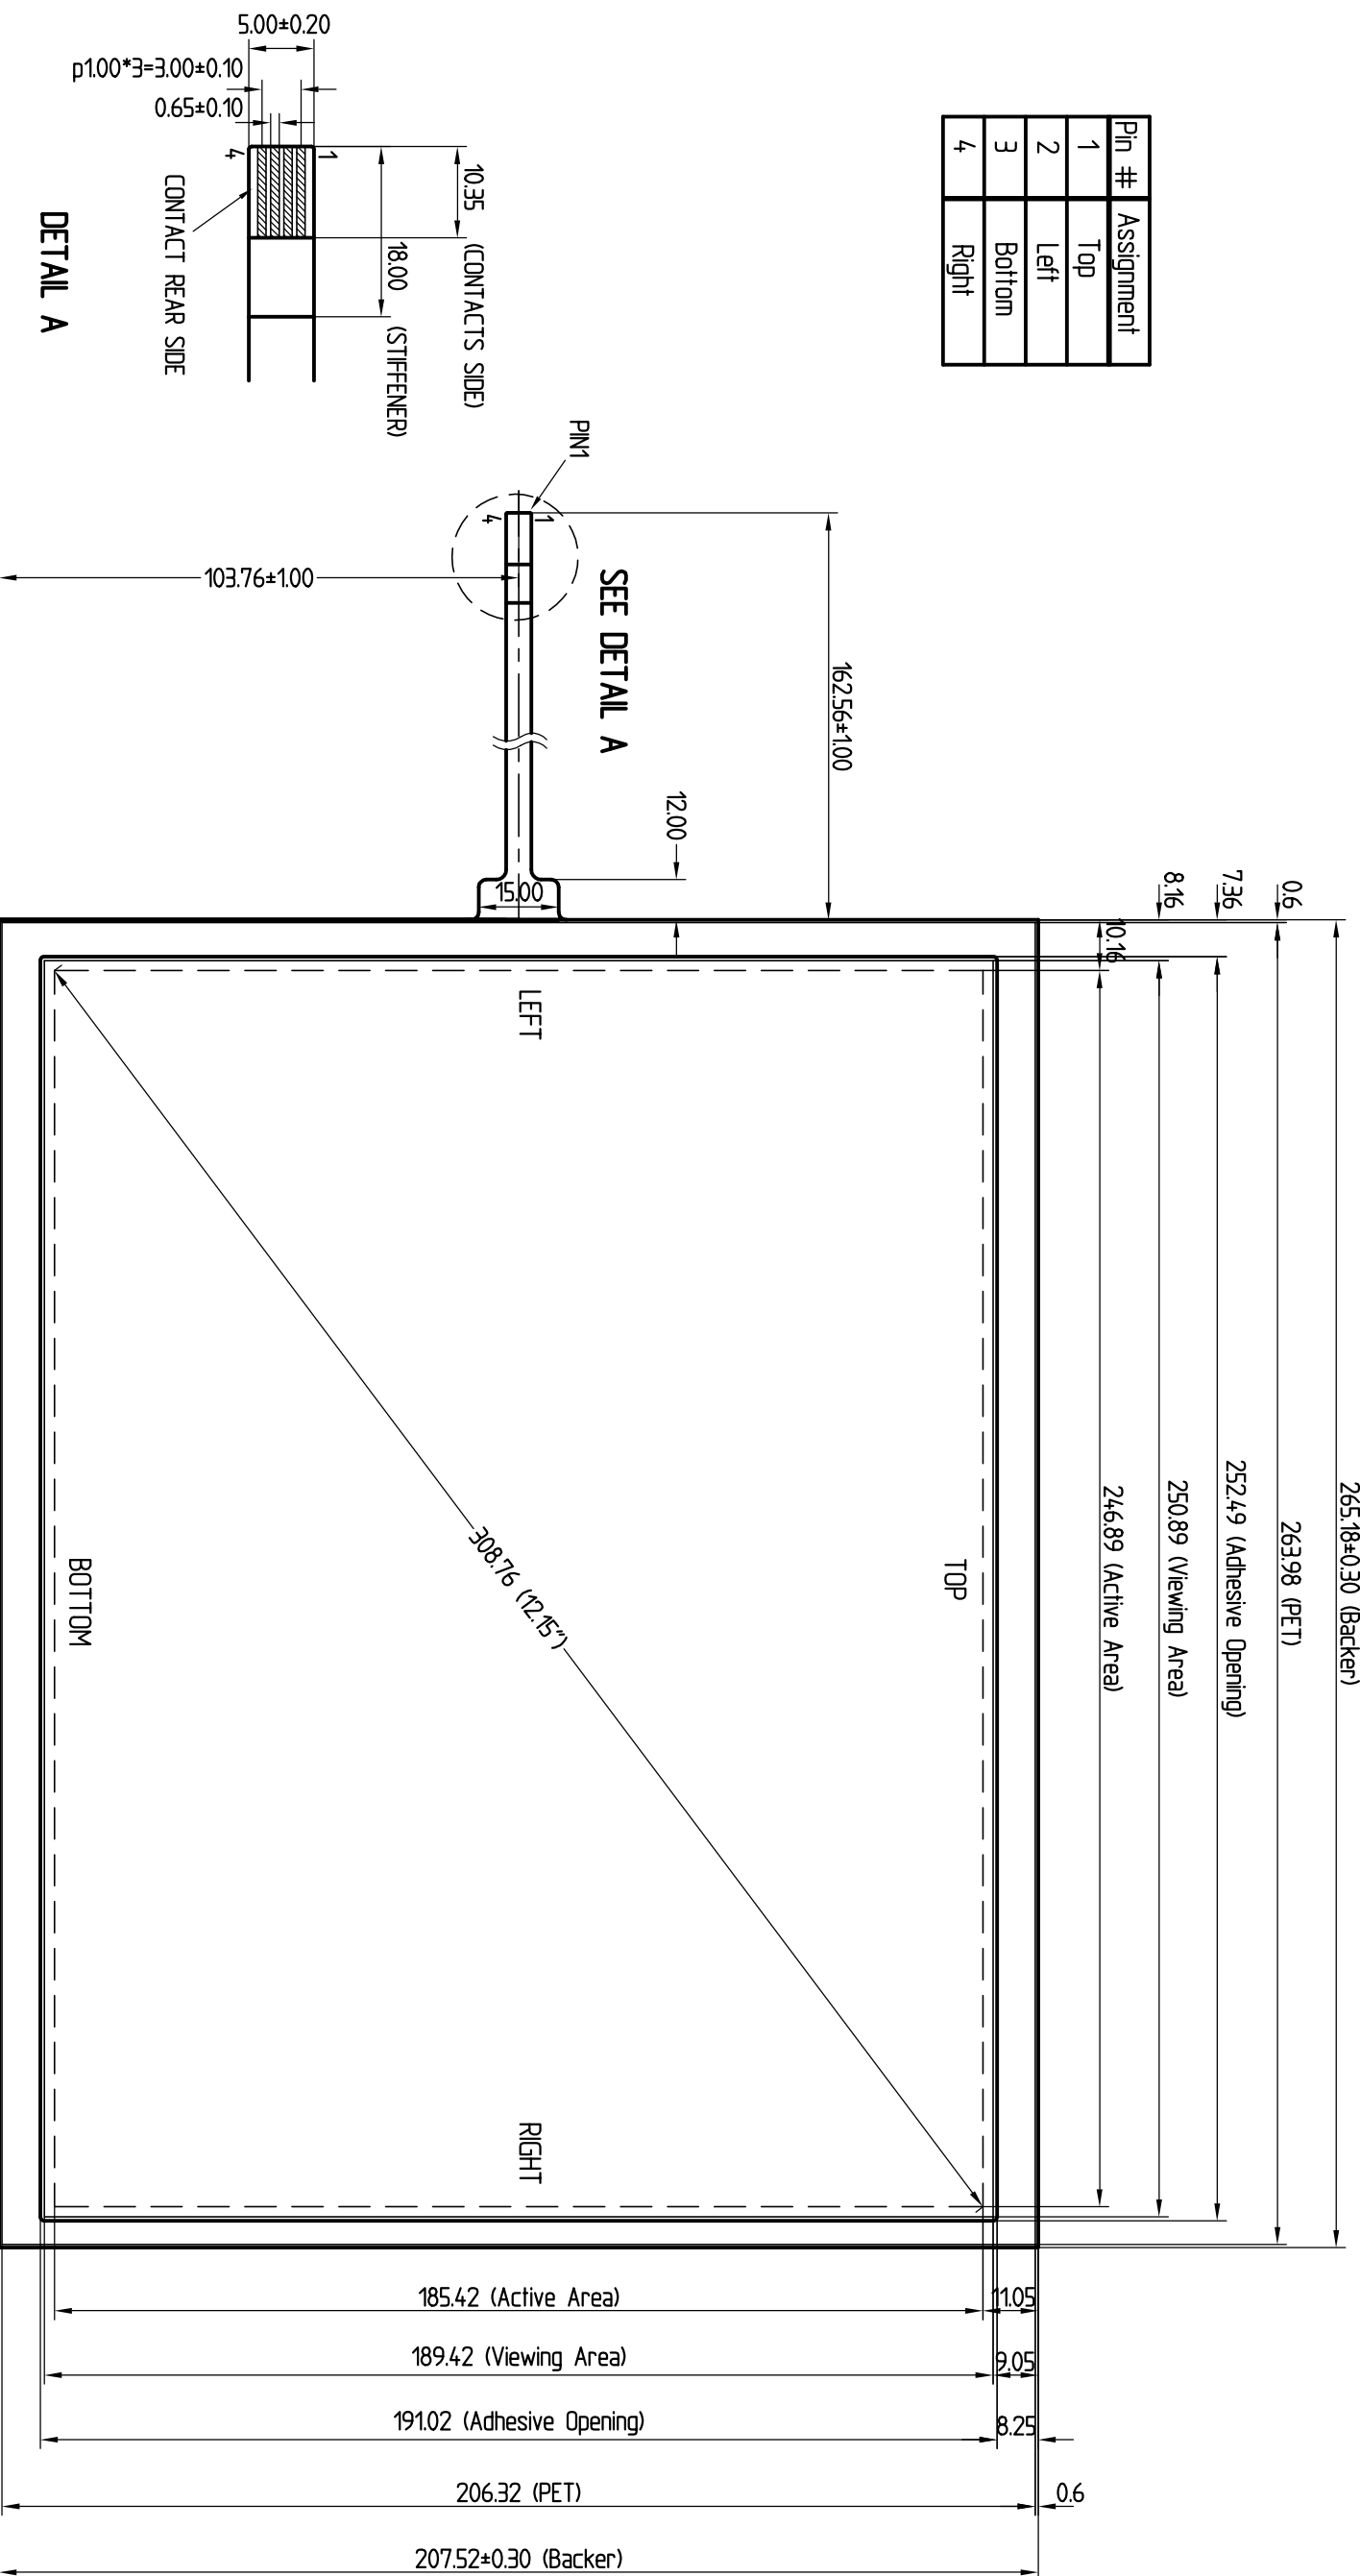 265.18±0.30 (Backer)
0.6
263.98 (PET)
7.36
252.49 (Adhesive Opening)
8.16
250.89 (Viewing Area)
10.16
246.89 (Active Area)
Pin # Assignment
1 Top
2 Left
3 Bottom
4 Right
162.56±1.00
12.00
SEE DETAIL A
PIN1
1
4
15.00
103.76±1.00
TOP
LEFT
RIGHT
BOTTOM
308.76 (12.15")
11.05
185.42 (Active Area)
9.05
189.42 (Viewing Area)
8.25
191.02 (Adhesive Opening)
0.6
206.32 (PET)
207.52±0.30 (Backer)
10.35 (CONTACTS SIDE)
18.00 (STIFFENER)
5.00±0.20
p1.00*3=3.00±0.10
0.65±0.10
1
4
CONTACT REAR SIDE
DETAIL A